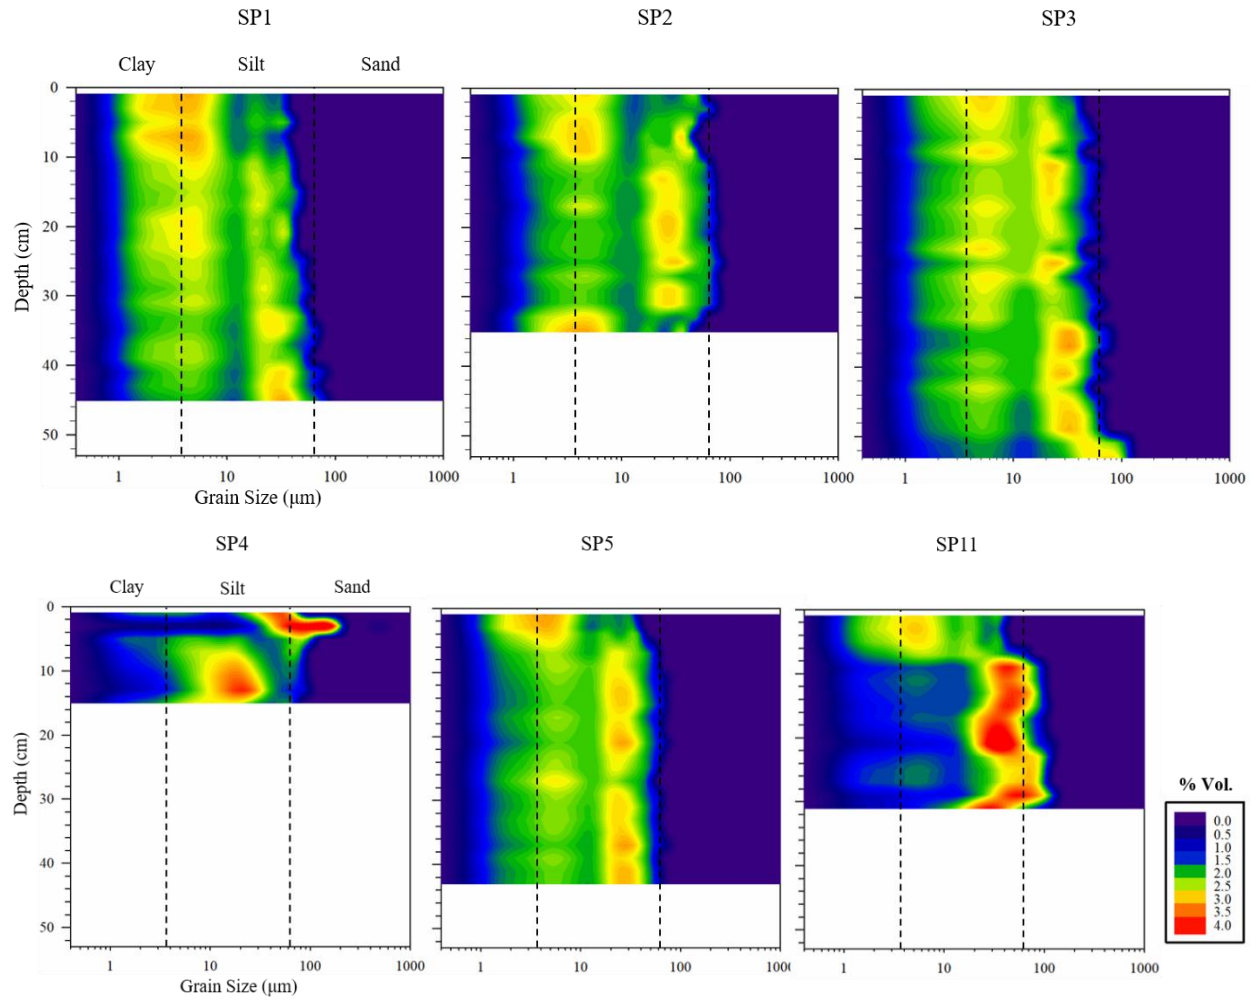 SP1 SP2 SP3
Clay Silt Sand
0
10
20
30
40
50
Depth (cm)
1 10 100 1000 1 10 100 1000 1 10 100 1000
Grain Size (μm)
SP4 SP5 SP11
Clay Silt Sand
0
10
20
30
40
50
Depth (cm)
1 10 100 1000 1 10 100 100 1 10 100 1000
Grain Size (μm)
% Vol.
0.0
0.5
1.0
1.5
2.0
2.5
3.0
3.5
4.0